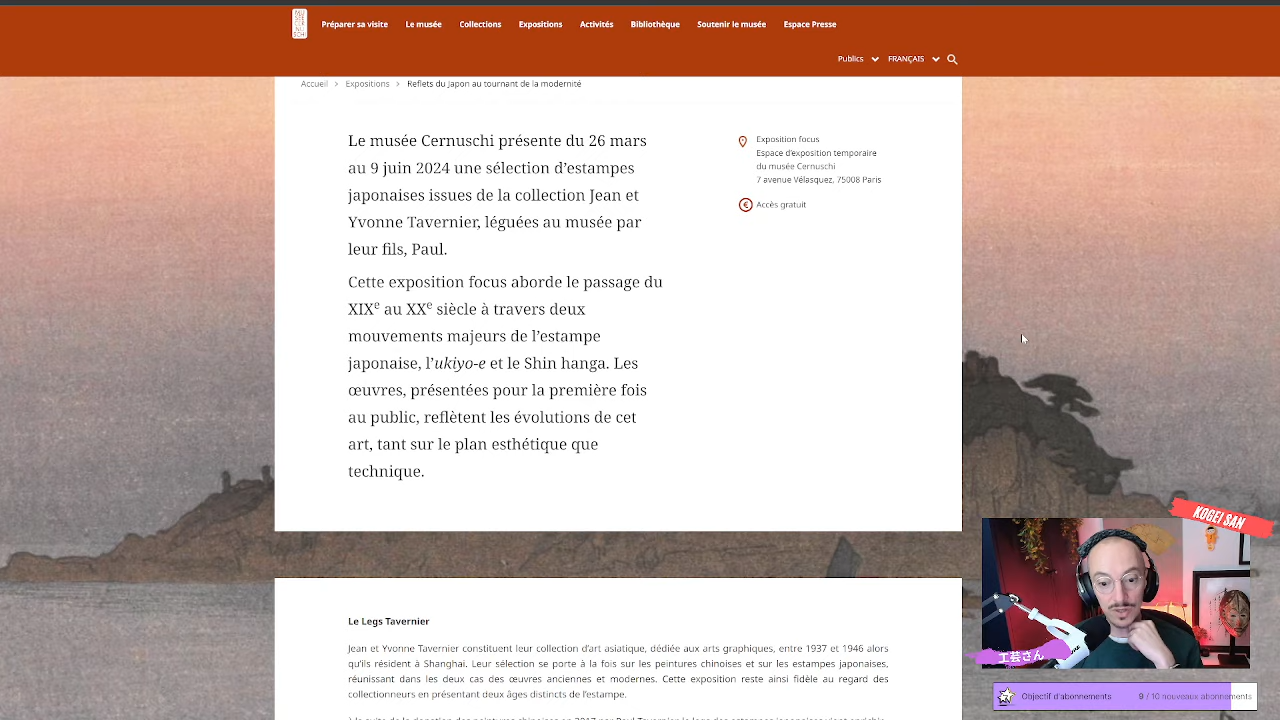 MU
SÉE
CER
NU
SCHI
Préparer sa visite Le musée Collections Expositions Activités Bibliothèque Soutenir le musée Espace Presse
Publics FRANÇAIS
Accueil > Expositions > Reflets du Japon au tournant de la modernité
Le musée Cernuschi présente du 26 mars
au 9 juin 2024 une sélection d’estampes
japonaises issues de la collection Jean et
Yvonne Tavernier, léguées au musée par
leur fils, Paul.
Cette exposition focus aborde le passage du
XIXe au XXe siècle à travers deux
mouvements majeurs de l’estampe
japonaise, l’ukiyo-e et le Shin hanga. Les
œuvres, présentées pour la première fois
au public, reflètent les évolutions de cet
art, tant sur le plan esthétique que
technique.
Exposition focus
Espace d'exposition temporaire
du musée Cernuschi
7 avenue Vélasquez, 75008 Paris
€ Accès gratuit
Le Legs Tavernier
Jean et Yvonne Tavernier constituent leur collection d’art asiatique, dédiée aux arts graphiques, entre 1937 et 1946 alors
qu’ils résident à Shanghai. Leur sélection se porte à la fois sur les peintures chinoises et sur les estampes japonaises,
réunissant dans les deux cas des œuvres anciennes et modernes. Cette exposition reste ainsi fidèle au regard des
collectionneurs en présentant deux âges distincts de l’estampe.
KOGEI SAN
工芸さん
Objectif d'abonnements 9 / 10 nouveaux abonnements